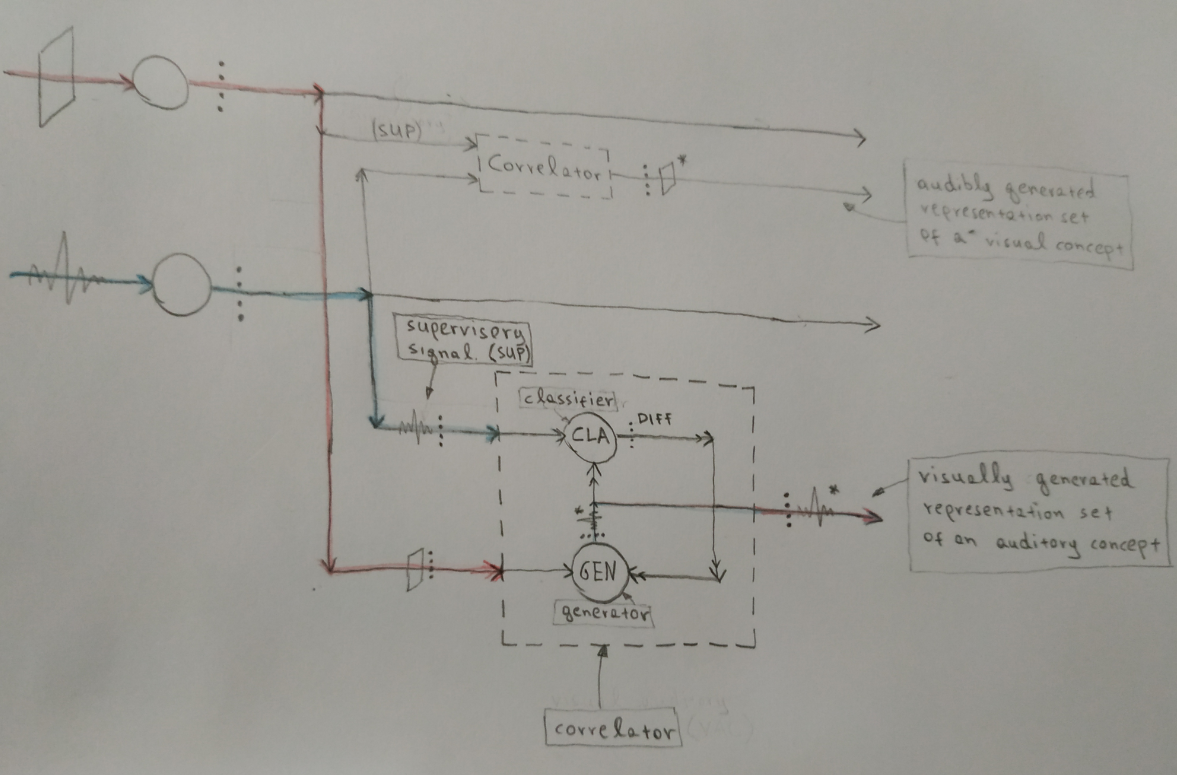 (SUP)
Correlator
*
audibly generated
representation set
of a* visual concept
supervisory
signal. (SUP)
classifier
CLA
DIFF
*
*
visually generated
representation set
of an auditory concept
GEN
generator
correlator